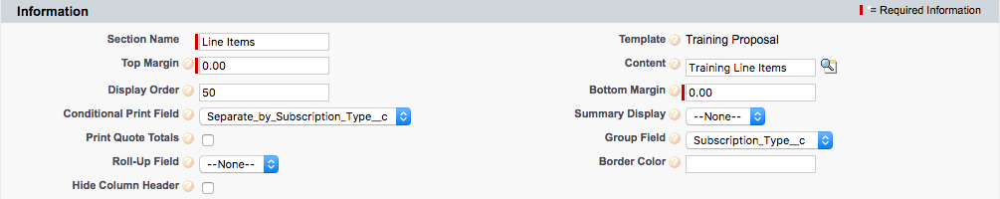 Information
= Required Information
Section Name
Line Items
Template
Training Proposal
Top Margin ?
0.00
Content ?
Training Line Items
Display Order ?
50
Bottom Margin ?
0.00
Conditional Print Field ?
Separate_by_Subscription_Type__c
Summary Display ?
--None--
Print Quote Totals ?
Group Field ?
Subscription_Type__c
Roll-Up Field ?
--None--
Border Color ?
Hide Column Header ?